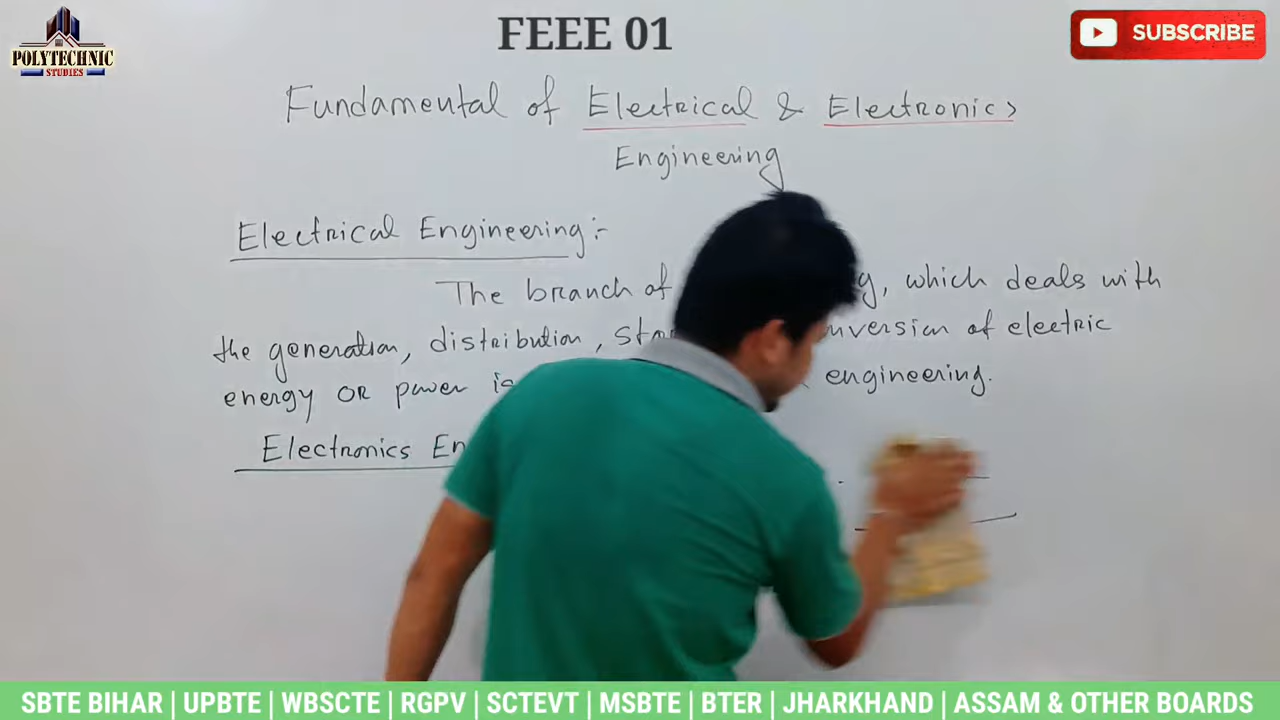 POLYTECHNIC
STUDIES
FEEE 01
SUBSCRIBE
Fundamental of Electrical & Electronics
Engineering
Electrical Engineering:-
The branch of which deals with
the generation, distribution, of electric
energy OR power is engineering.
Electronics
SBTE BIHAR | UPBTE | WBSCTE | RGPV | SCTEVT | MSBTE | BTER | JHARKHAND | ASSAM & OTHER BOARDS